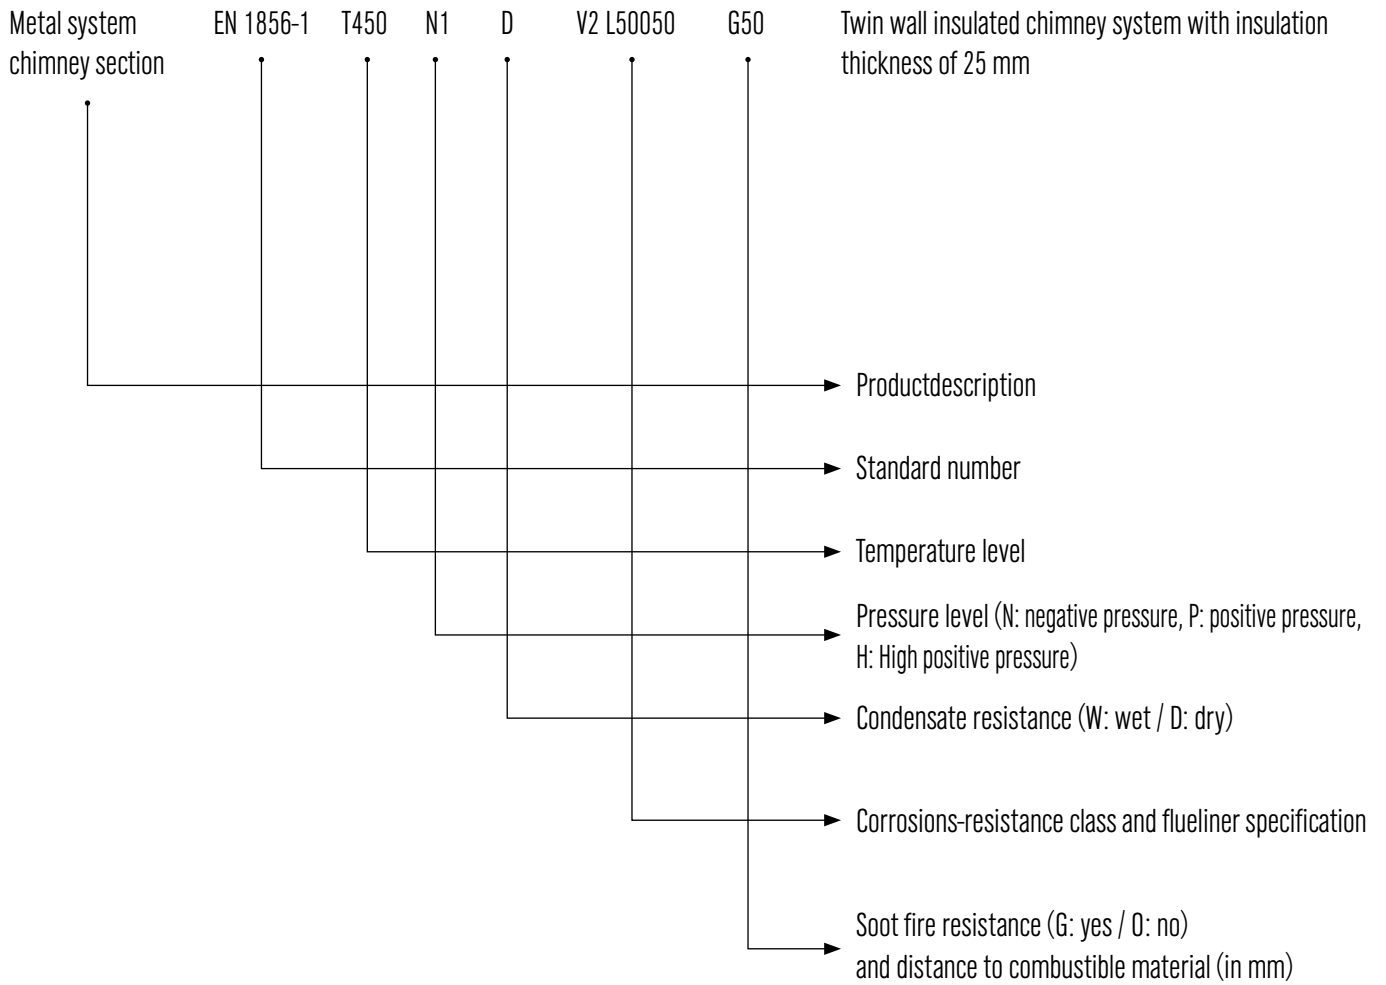 Metal system
chimney section
EN 1856-1
T450
N1
D
V2 L50050
G50
Twin wall insulated chimney system with insulation
thickness of 25 mm
Productdescription
Standard number
Temperature level
Pressure level (N: negative pressure, P: positive pressure,
H: High positive pressure)
Condensate resistance (W: wet / D: dry)
Corrosions-resistance class and flueliner specification
Soot fire resistance (G: yes / O: no)
and distance to combustible material (in mm)